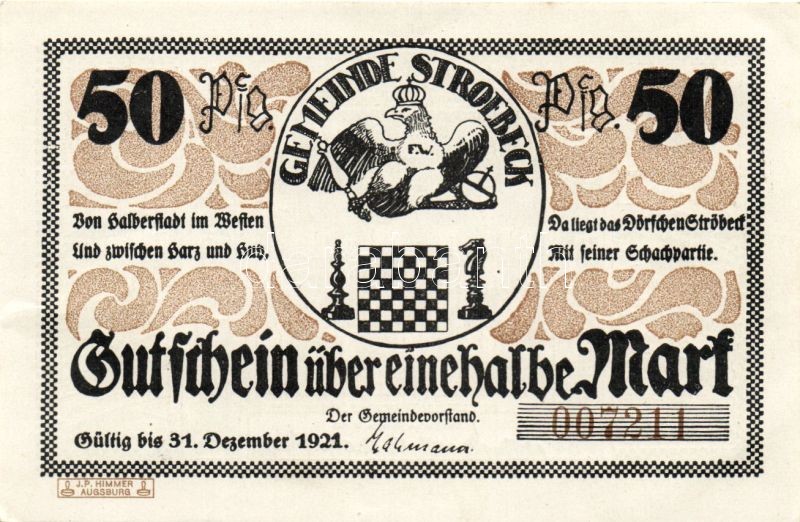 50 Pfg.
GEMEINDE STROEBECK
Pfg. 50
F.W.
Von Halberstadt im Westen
Und zwischen Harz und Huy,
Da liegt das Dörfchen Ströbeck
Mit seiner Schachpartie.
Gutschein über eine halbe Mark
Der Gemeindevorstand.
Gültig bis 31. Dezember 1921.
007211
J.P. HIMMER
AUGSBURG